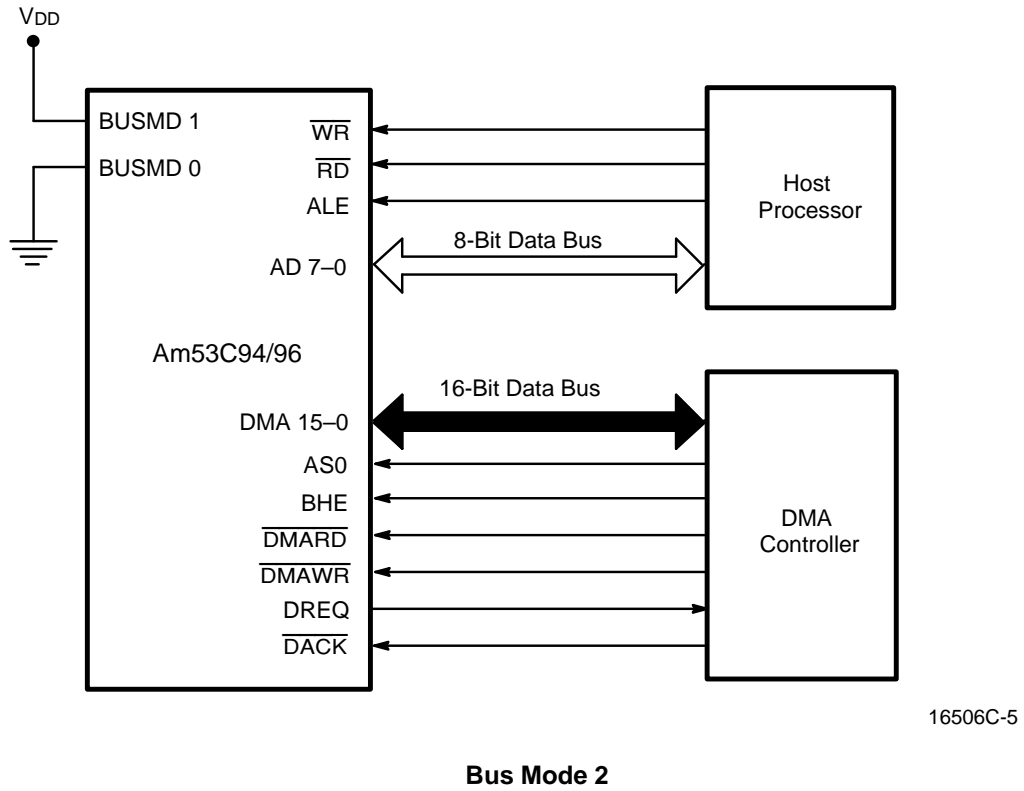 VDD
BUSMD 1
BUSMD 0
WR
RD
ALE
AD 7–0
8-Bit Data Bus
Host
Processor
Am53C94/96
16-Bit Data Bus
DMA 15–0
AS0
BHE
DMARD
DMAWR
DREQ
DACK
DMA
Controller
16506C-5
Bus Mode 2